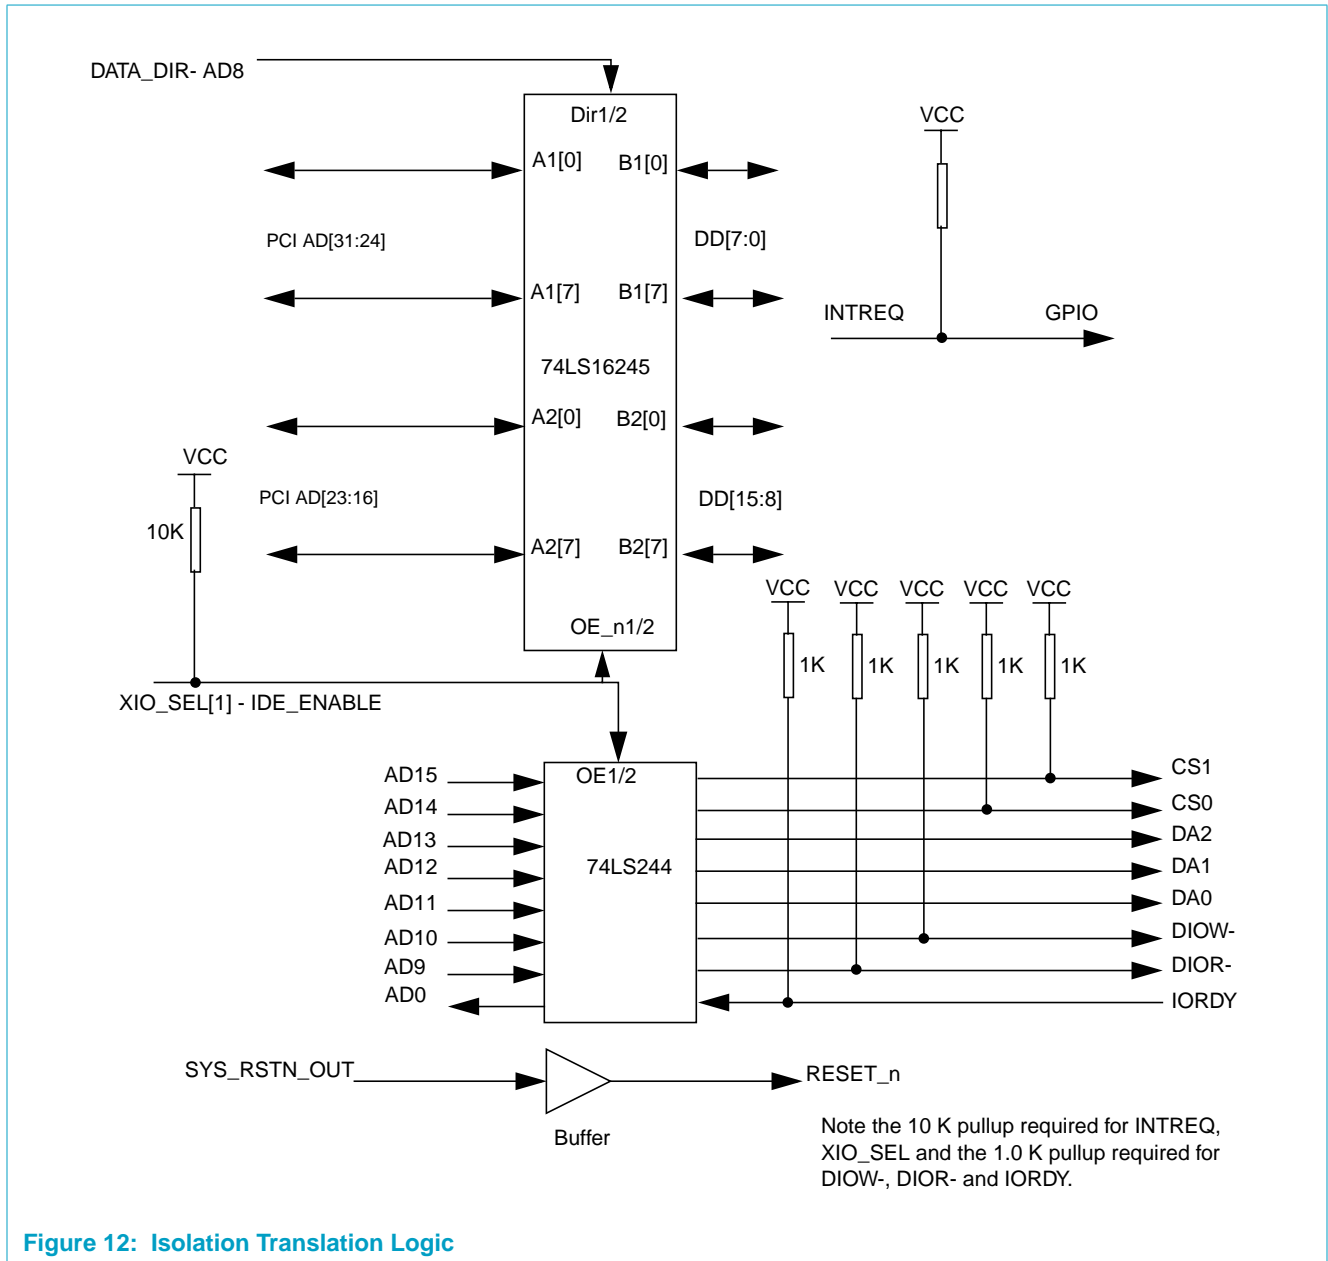 DATA_DIR- AD8
Dir1/2
VCC
A1[0]
B1[0]
PCI AD[31:24]
DD[7:0]
A1[7]
B1[7]
INTREQ
GPIO
74LS16245
A2[0]
B2[0]
VCC
PCI AD[23:16]
DD[15:8]
10K
A2[7]
B2[7]
VCC VCC VCC VCC VCC
OE_n1/2
1K 1K 1K 1K 1K
XIO_SEL[1] - IDE_ENABLE
OE1/2
74LS244
AD15
AD14
AD13
AD12
AD11
AD10
AD9
AD0
CS1
CS0
DA2
DA1
DA0
DIOW-
DIOR-
IORDY
SYS_RSTN_OUT
RESET_n
Buffer
Note the 10 K pullup required for INTREQ,
XIO_SEL and the 1.0 K pullup required for
DIOW-, DIOR- and IORDY.
Figure 12: Isolation Translation Logic